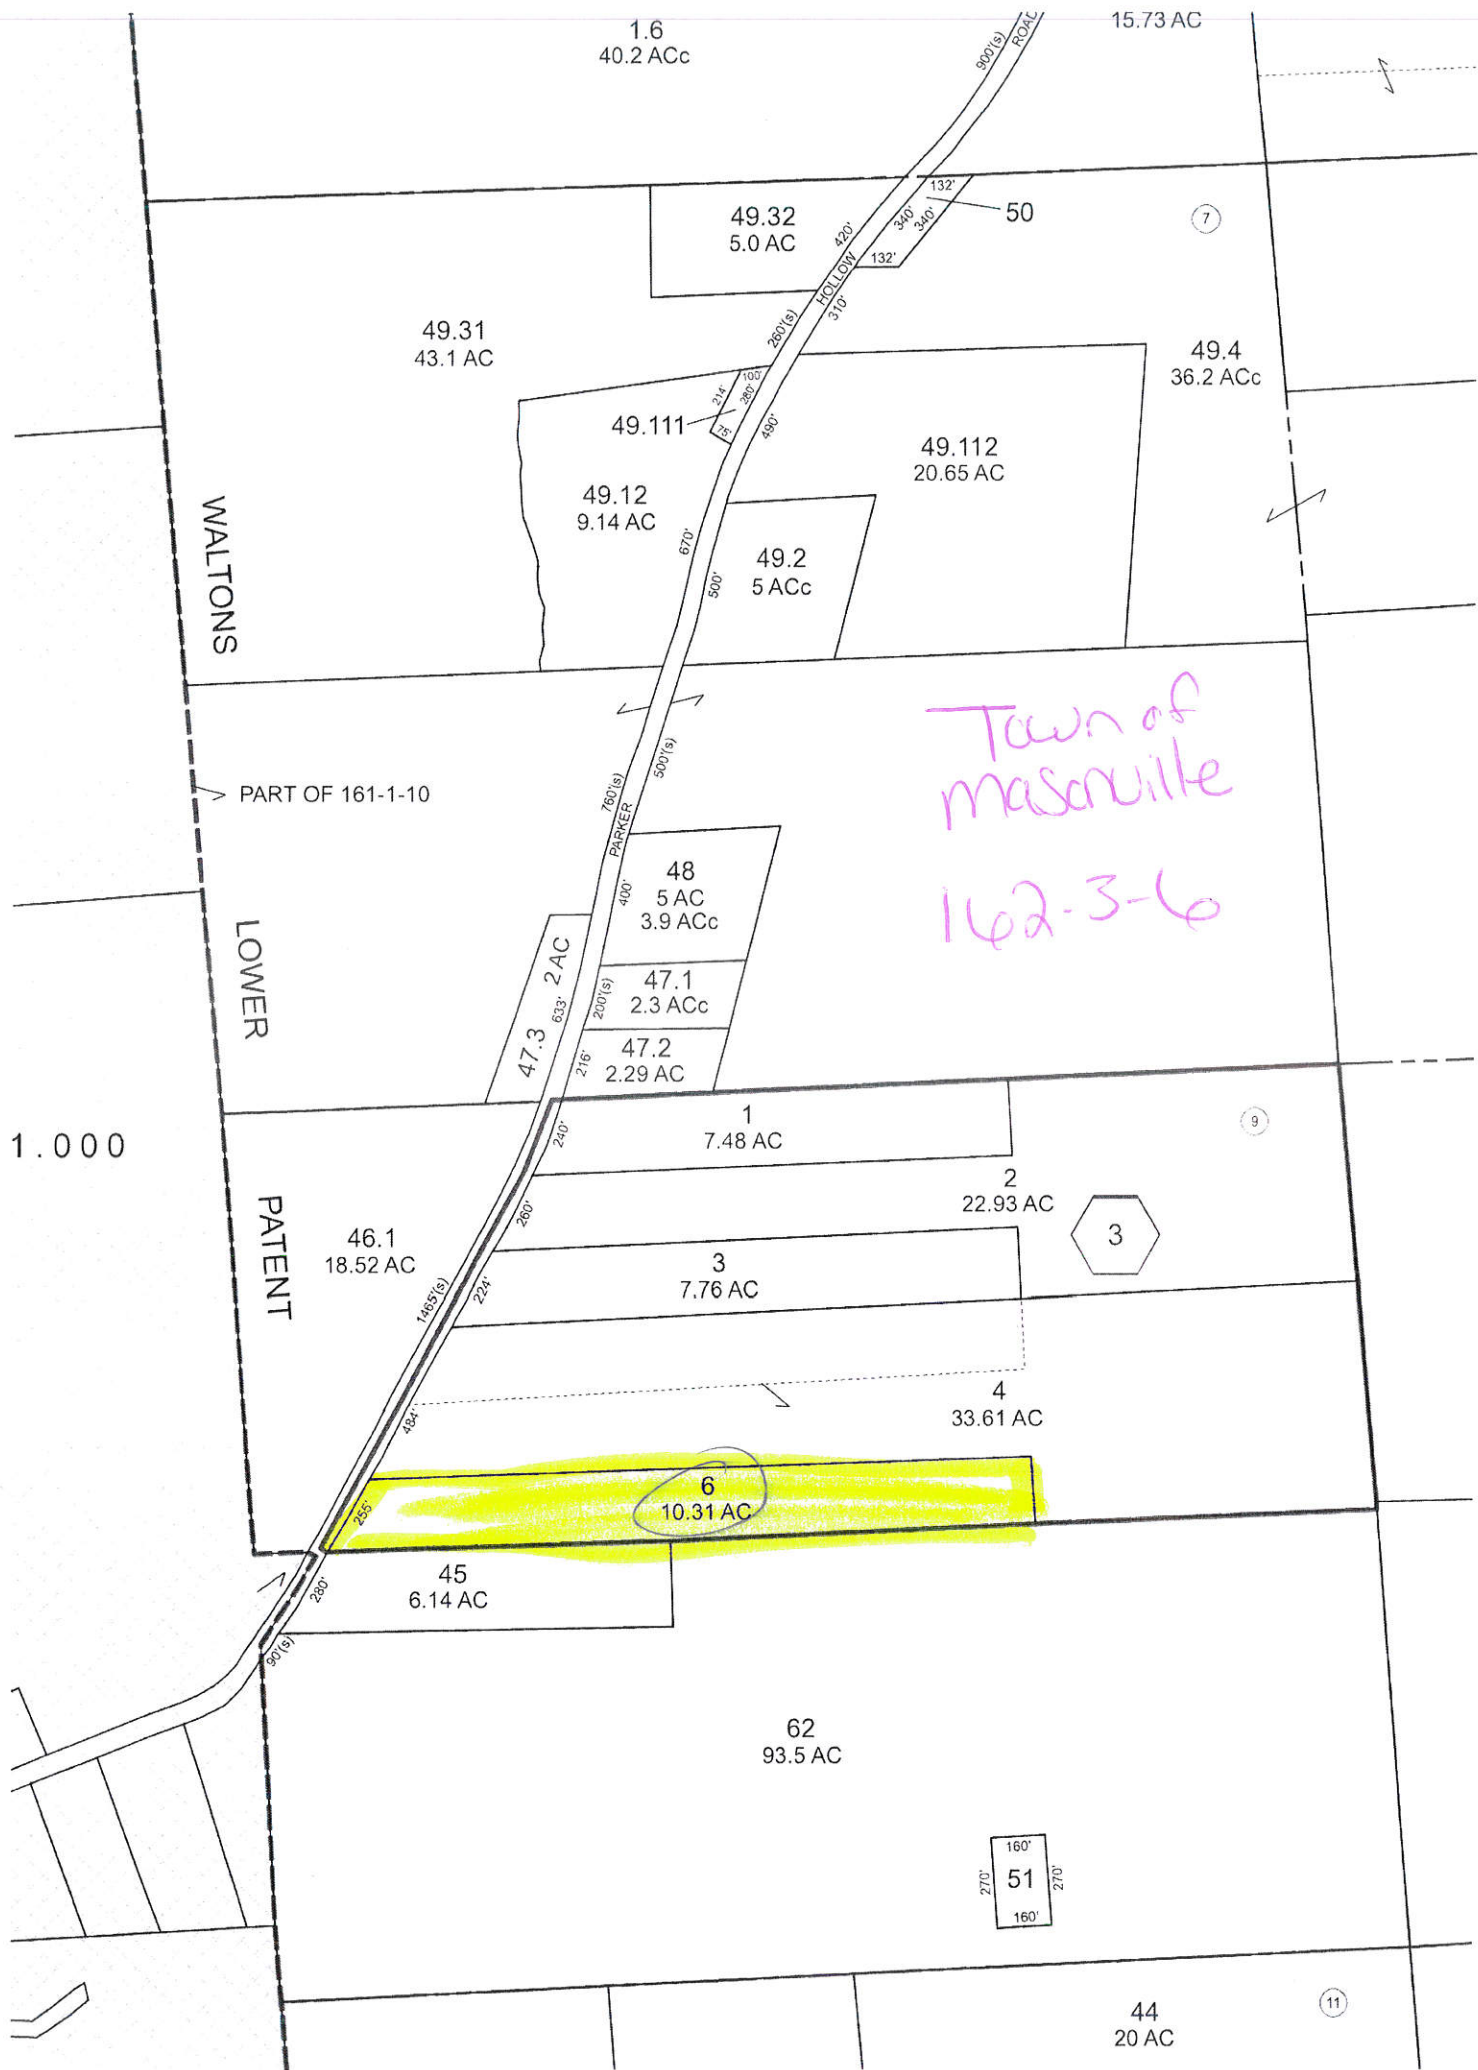 1.6
40.2 ACc
900'(s)
ROAD
15.73 AC
49.32
5.0 AC
420'
132'
340'
340'
50
132'
7
HOLLOW
310'
260'(s)
49.31
43.1 AC
49.4
36.2 ACc
100'
214'
280'
49.111
75'
490'
49.112
20.65 AC
49.12
9.14 AC
WALTONS
670'
49.2
5 ACc
500'
Town of
masonville
162-3-6
500'(s)
760'(s)
PARKER
PART OF 161-1-10
48
5 AC
3.9 ACc
400'
LOWER
47.3 2 AC
633'
47.1
2.3 ACc
200'(s)
47.2
2.29 AC
216'
1.000
1
7.48 AC
240'
9
2
22.93 AC
260'
PATENT
46.1
18.52 AC
3
7.76 AC
3
224'
1465'(s)
4
33.61 AC
484'
6
10.31 AC
255'
45
6.14 AC
280'
90'(s)
62
93.5 AC
160'
270'
51
270'
160'
44
20 AC
11